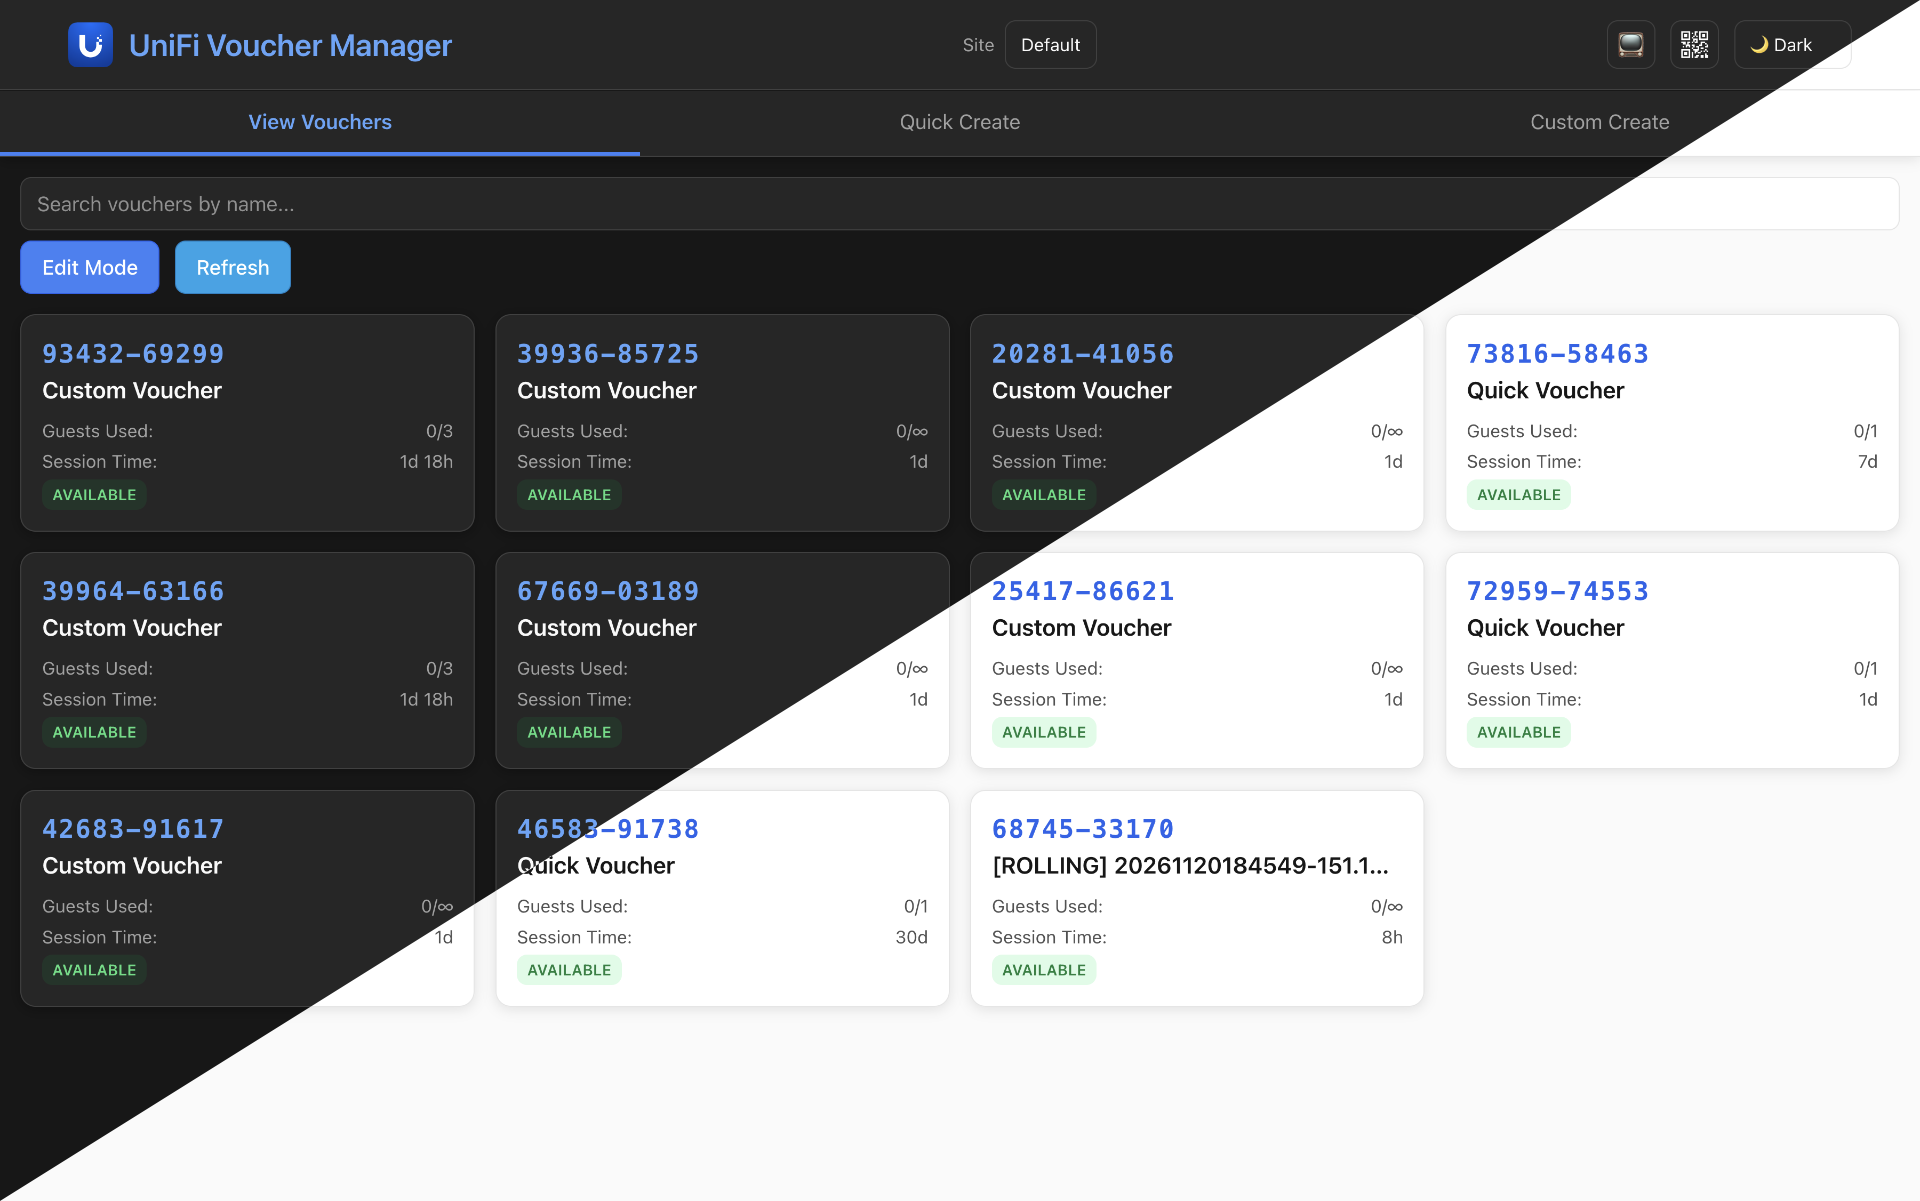 UniFi Voucher Manager
Site
Default
🌙 Dark
View Vouchers
Quick Create
Custom Create
Search vouchers by name...
Edit Mode
Refresh
93432-69299
Custom Voucher
Guests Used: 0/3
Session Time: 1d 18h
AVAILABLE
39936-85725
Custom Voucher
Guests Used: 0/∞
Session Time: 1d
AVAILABLE
20281-41056
Custom Voucher
Guests Used: 0/∞
Session Time: 1d
AVAILABLE
73816-58463
Quick Voucher
Guests Used: 0/1
Session Time: 7d
AVAILABLE
39964-63166
Custom Voucher
Guests Used: 0/3
Session Time: 1d 18h
AVAILABLE
67669-03189
Custom Voucher
Guests Used: 0/∞
Session Time: 1d
AVAILABLE
25417-86621
Custom Voucher
Guests Used: 0/∞
Session Time: 1d
AVAILABLE
72959-74553
Quick Voucher
Guests Used: 0/1
Session Time: 1d
AVAILABLE
42683-91617
Custom Voucher
Guests Used: 0/∞
Session Time: 1d
AVAILABLE
46583-91738
Quick Voucher
Guests Used: 0/1
Session Time: 30d
AVAILABLE
68745-33170
[ROLLING] 20261120184549-151.1...
Guests Used: 0/∞
Session Time: 8h
AVAILABLE